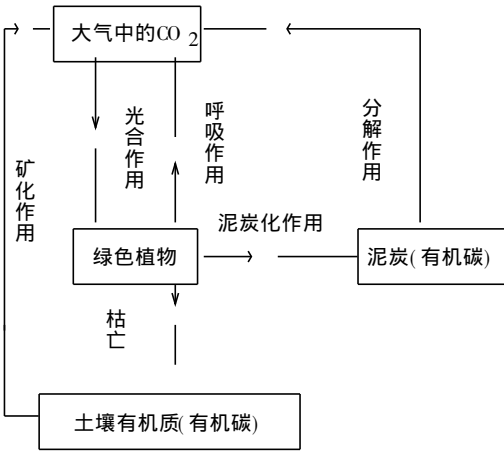 大气中的CO₂
光合作用
呼吸作用
分解作用
矿化作用
泥炭化作用
绿色植物
泥炭(有机碳)
枯亡
土壤有机质(有机碳)